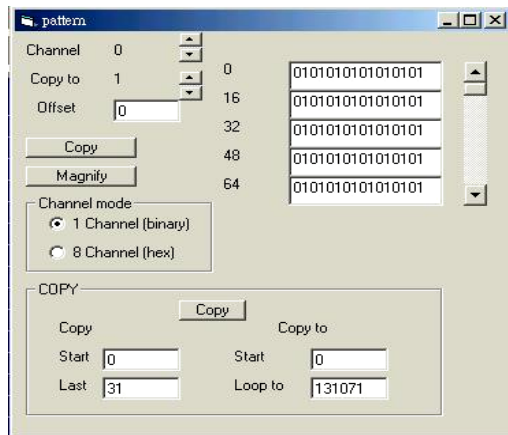 pattern
Channel 0
Copy to 1
Offset 0
Copy
Magnify
0 0101010101010101
16 0101010101010101
32 0101010101010101
48 0101010101010101
64 0101010101010101
Channel mode
1 Channel (binary)
8 Channel (hex)
COPY
Copy
Copy Copy to
Start 0 Start 0
Last 31 Loop to 131071